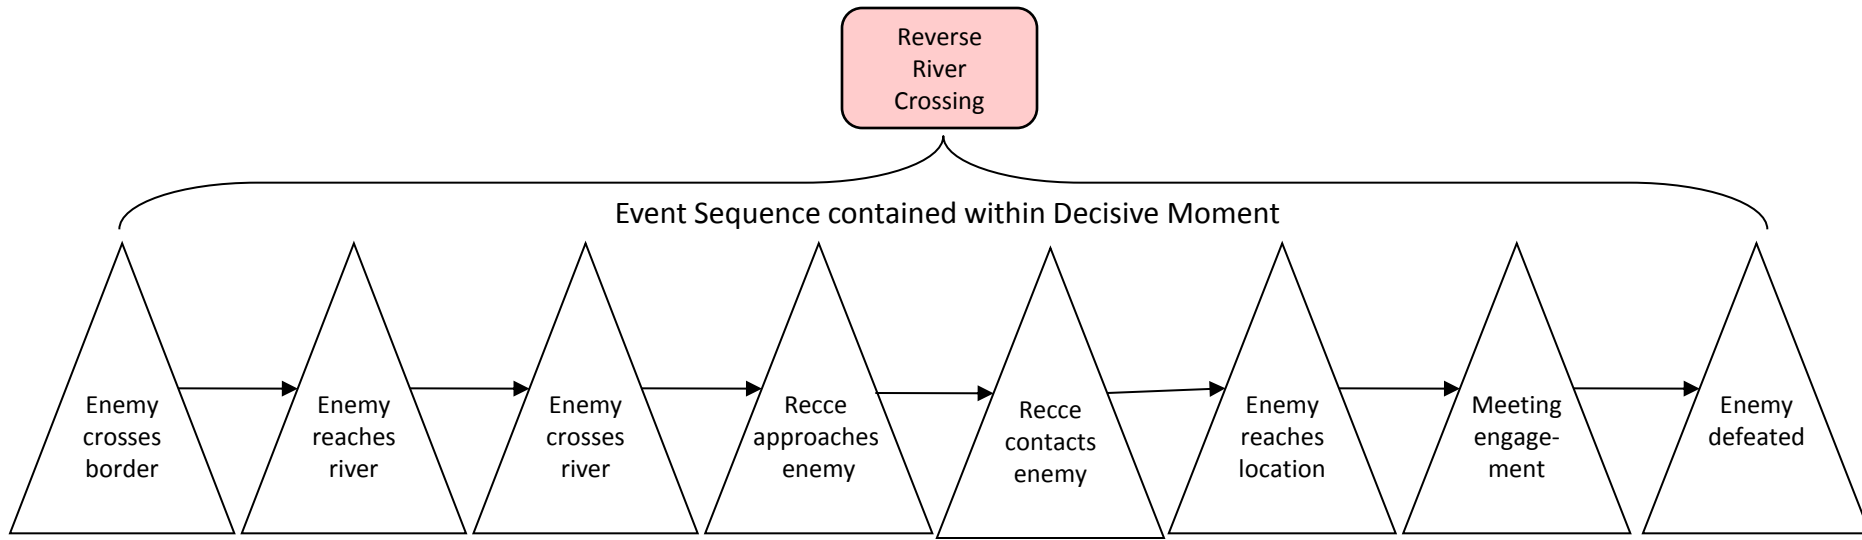 Reverse
River
Crossing
Event Sequence contained within Decisive Moment
Enemy
crosses
border
Enemy
reaches
river
Enemy
crosses
river
Recce
approaches
enemy
Recce
contacts
enemy
Enemy
reaches
location
Meeting
engage-
ment
Enemy
defeated